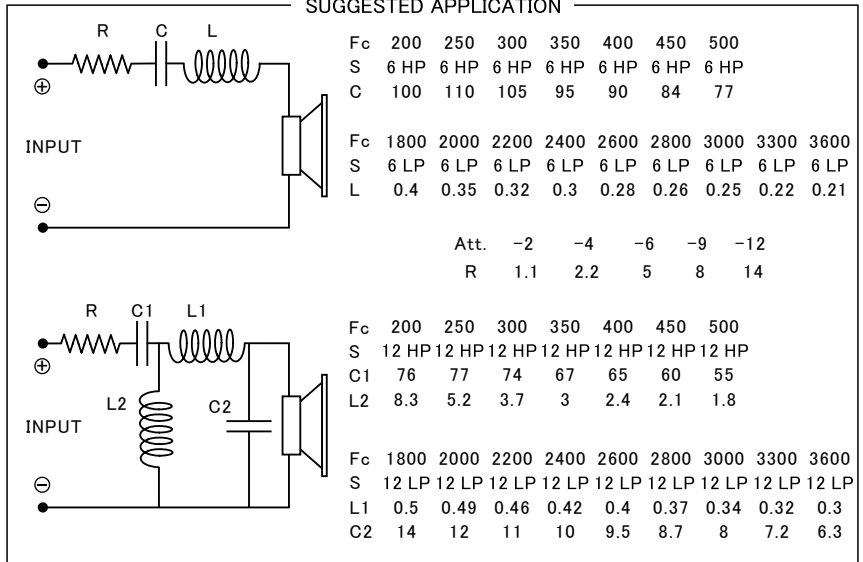 SUGGESTED APPLICATION
R C L
⊕
INPUT
⊖
Fc 200 250 300 350 400 450 500
S 6 HP 6 HP 6 HP 6 HP 6 HP 6 HP 6 HP
C 100 110 105 95 90 84 77
Fc 1800 2000 2200 2400 2600 2800 3000 3300 3600
S 6 LP 6 LP 6 LP 6 LP 6 LP 6 LP 6 LP 6 LP 6 LP
L 0.4 0.35 0.32 0.3 0.28 0.26 0.25 0.22 0.21
Att. -2 -4 -6 -9 -12
R 1.1 2.2 5 8 14
R C1 L1
⊕
L2 C2
INPUT
⊖
Fc 200 250 300 350 400 450 500
S 12 HP 12 HP 12 HP 12 HP 12 HP 12 HP 12 HP
C1 76 77 74 67 65 60 55
L2 8.3 5.2 3.7 3 2.4 2.1 1.8
Fc 1800 2000 2200 2400 2600 2800 3000 3300 3600
S 12 LP 12 LP 12 LP 12 LP 12 LP 12 LP 12 LP 12 LP 12 LP
L1 0.5 0.49 0.46 0.42 0.4 0.37 0.34 0.32 0.3
C2 14 12 11 10 9.5 8.7 8 7.2 6.3